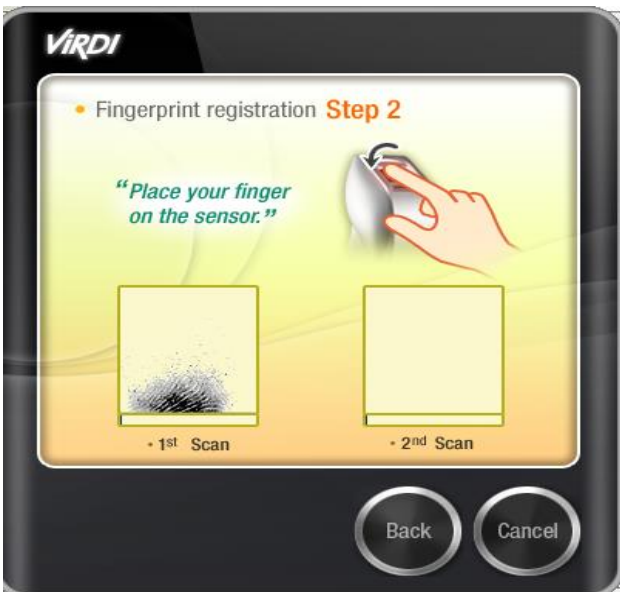 ViRDI
• Fingerprint registration Step 2
“Place your finger
on the sensor.”
• 1st Scan
• 2nd Scan
Back
Cancel